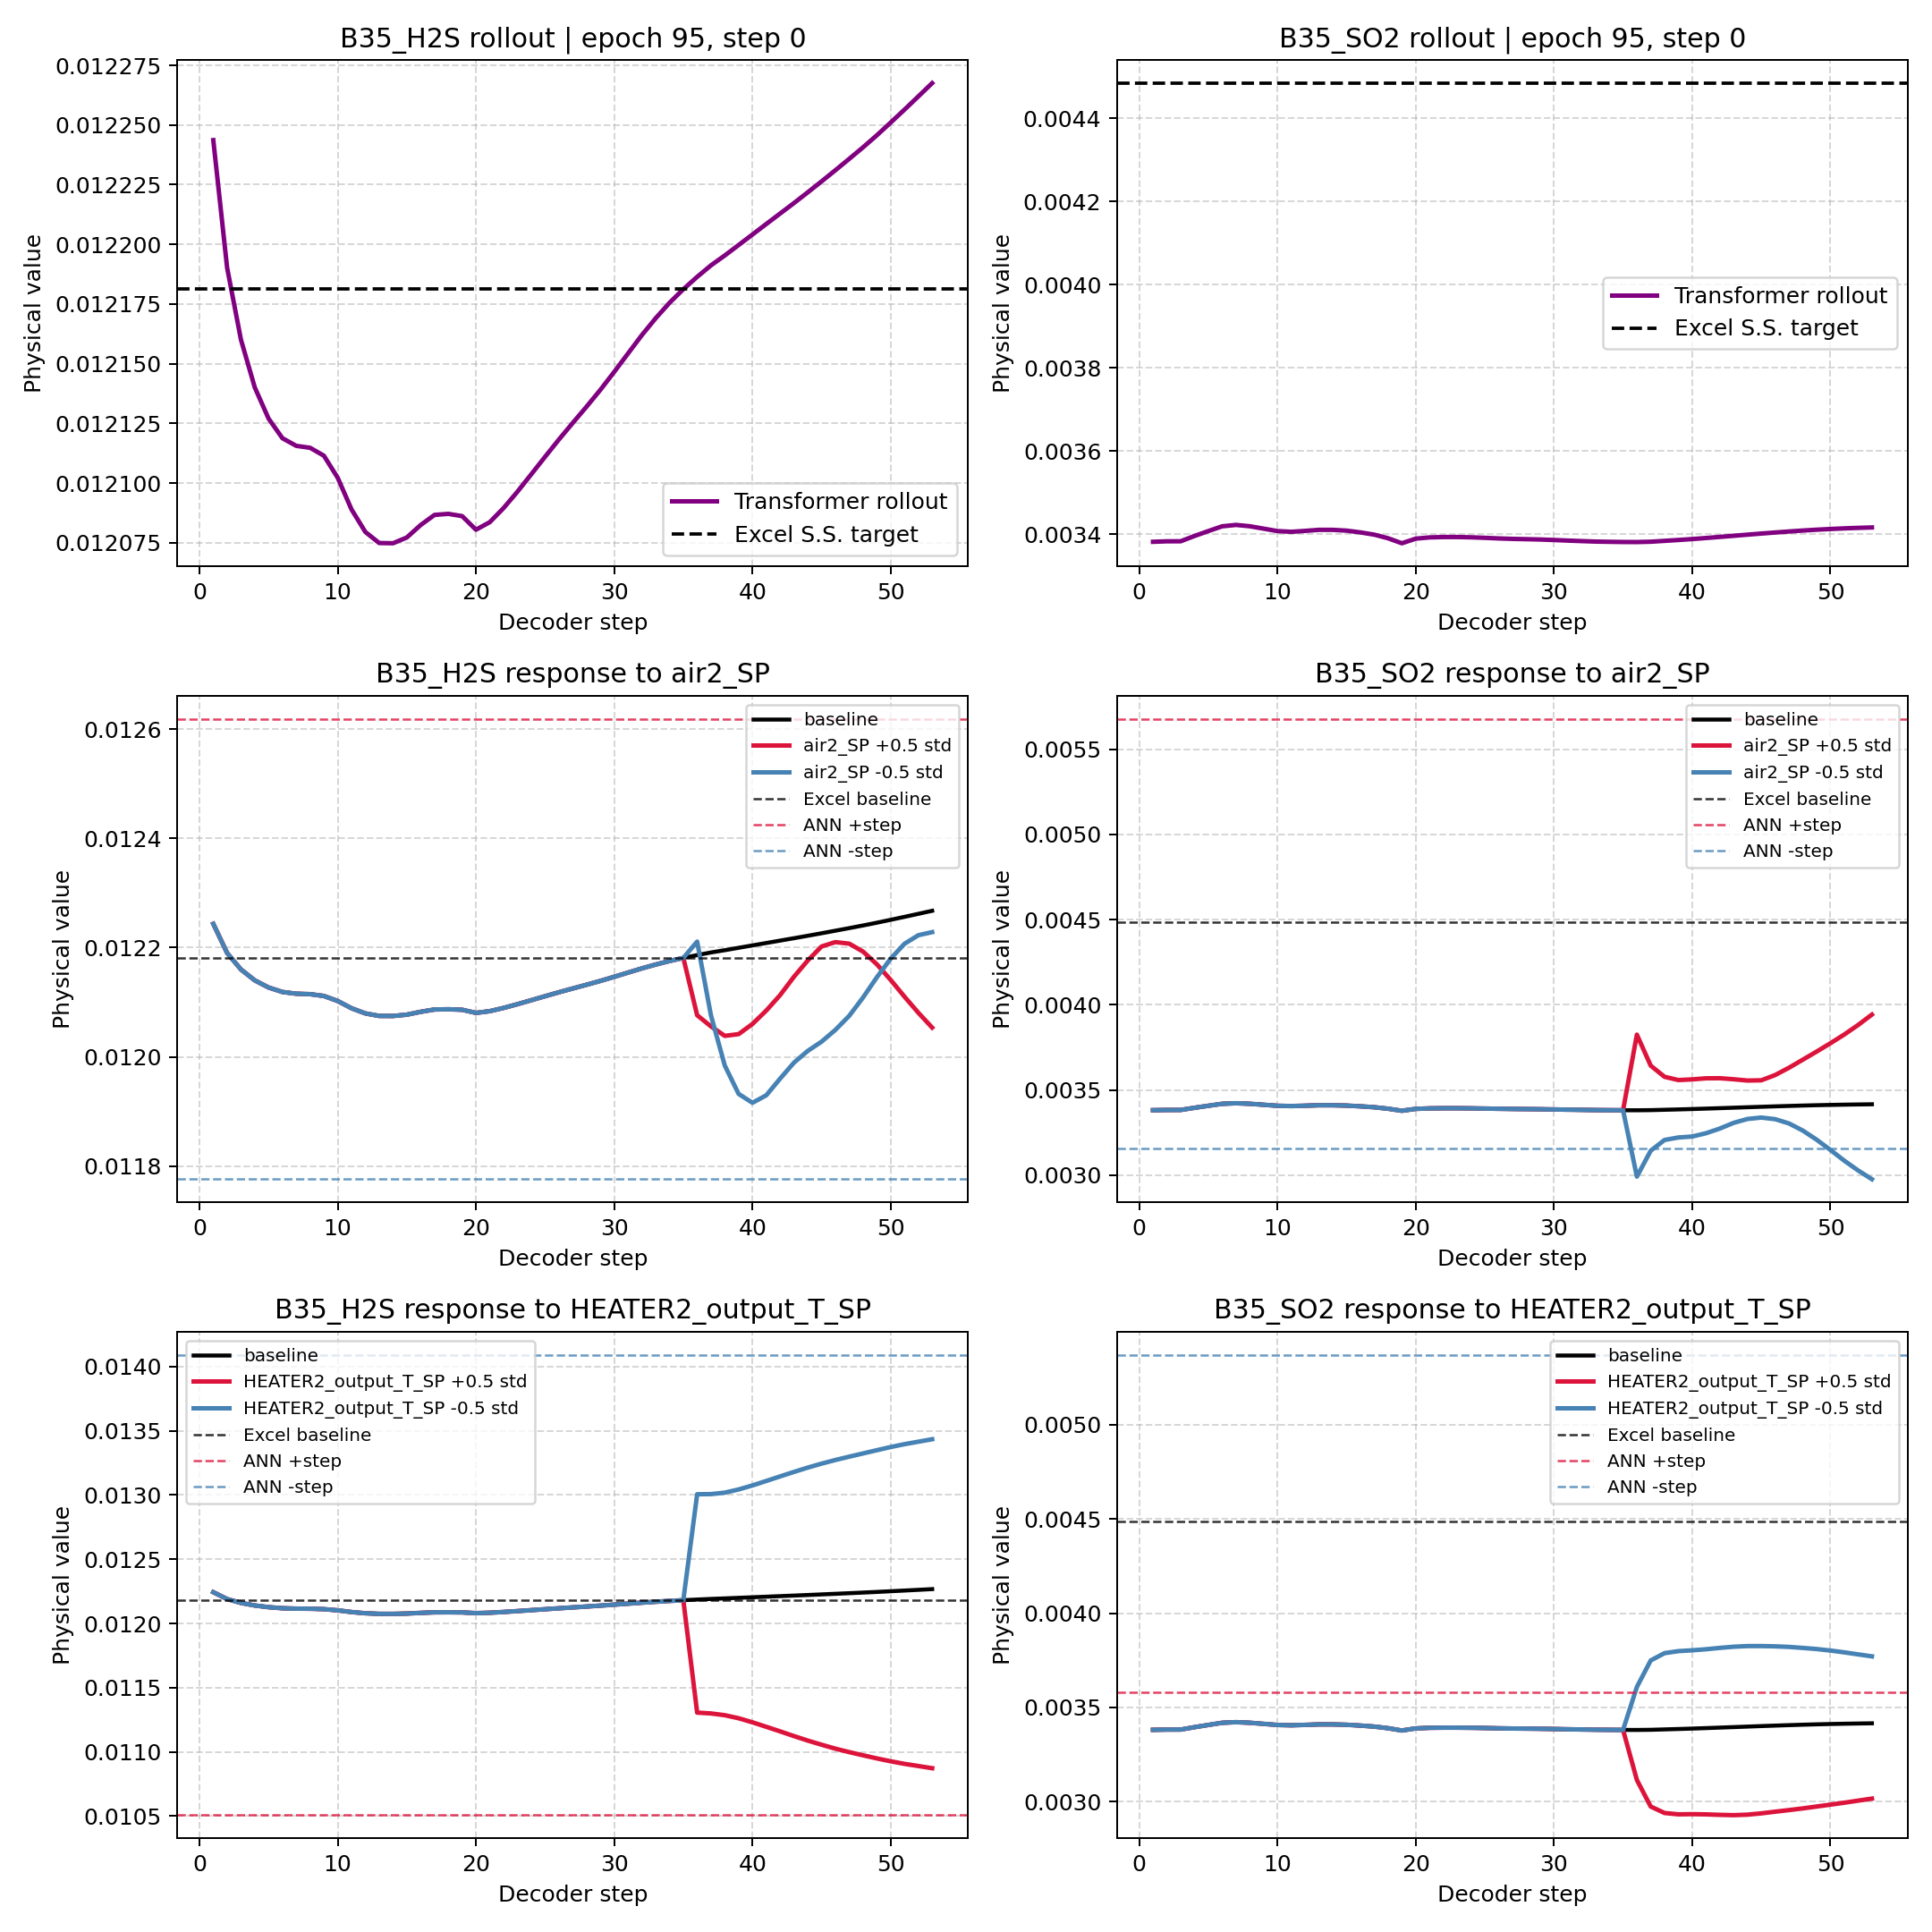 B35_H2S rollout | epoch 95, step 0
0.012275
0.012250
0.012225
0.012200
0.012175
0.012150
0.012125
0.012100
0.012075
Physical value
Transformer rollout
Excel S.S. target
0 10 20 30 40 50
Decoder step
B35_SO2 rollout | epoch 95, step 0
0.0044
0.0042
0.0040
0.0038
0.0036
0.0034
Physical value
Transformer rollout
Excel S.S. target
0 10 20 30 40 50
Decoder step
B35_H2S response to air2_SP
0.0126
0.0124
0.0122
0.0120
0.0118
Physical value
baseline
air2_SP +0.5 std
air2_SP -0.5 std
Excel baseline
ANN +step
ANN -step
0 10 20 30 40 50
Decoder step
B35_SO2 response to air2_SP
0.0055
0.0050
0.0045
0.0040
0.0035
0.0030
Physical value
baseline
air2_SP +0.5 std
air2_SP -0.5 std
Excel baseline
ANN +step
ANN -step
0 10 20 30 40 50
Decoder step
B35_H2S response to HEATER2_output_T_SP
0.0140
0.0135
0.0130
0.0125
0.0120
0.0115
0.0110
0.0105
Physical value
baseline
HEATER2_output_T_SP +0.5 std
HEATER2_output_T_SP -0.5 std
Excel baseline
ANN +step
ANN -step
0 10 20 30 40 50
Decoder step
B35_SO2 response to HEATER2_output_T_SP
0.0050
0.0045
0.0040
0.0035
0.0030
Physical value
baseline
HEATER2_output_T_SP +0.5 std
HEATER2_output_T_SP -0.5 std
Excel baseline
ANN +step
ANN -step
0 10 20 30 40 50
Decoder step